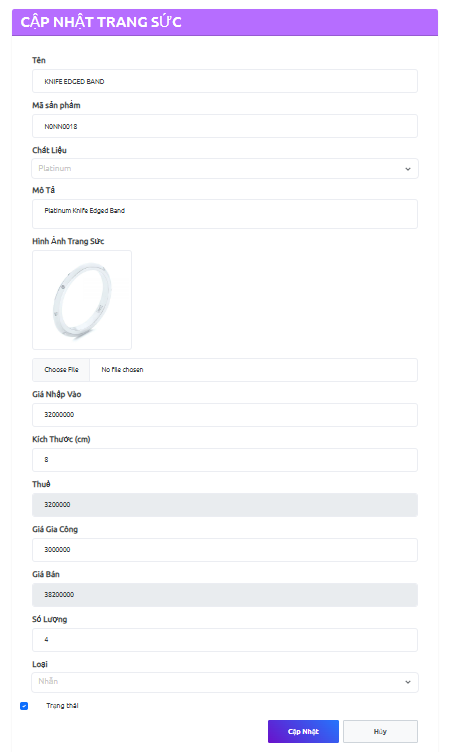 CẬP NHẬT TRANG SỨC
Tên
KNIFE EDGED BAND
Mã sản phẩm
N0NN0018
Chất Liệu
Platinum
Mô Tả
Platinum Knife Edged Band
Hình Ảnh Trang Sức
Choose File No file chosen
Giá Nhập Vào
32000000
Kích Thước (cm)
8
Thuế
3200000
Giá Gia Công
3000000
Giá Bán
38200000
Số Lượng
4
Loại
Nhẫn
Trạng thái
Cập Nhật Hủy